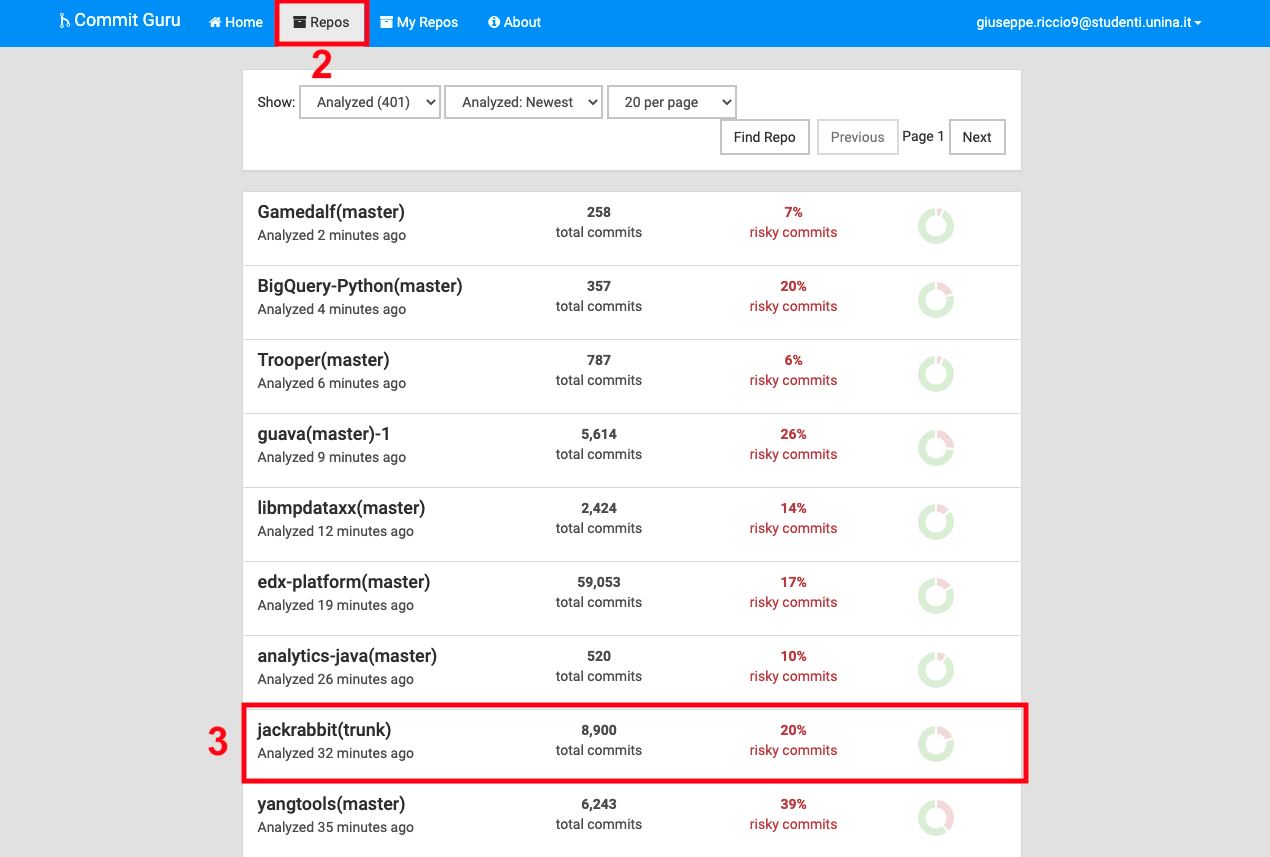 Commit Guru Home Repos My Repos About giuseppe.riccio9@studenti.unina.it
2
Show: Analyzed (401) Analyzed: Newest 20 per page
Find Repo Previous Page 1 Next
Gamedalf(master) 258 7%
Analyzed 2 minutes ago total commits risky commits
BigQuery-Python(master) 357 20%
Analyzed 4 minutes ago total commits risky commits
Trooper(master) 787 6%
Analyzed 6 minutes ago total commits risky commits
guava(master)-1 5,614 26%
Analyzed 9 minutes ago total commits risky commits
libmpdataxx(master) 2,424 14%
Analyzed 12 minutes ago total commits risky commits
edx-platform(master) 59,053 17%
Analyzed 19 minutes ago total commits risky commits
analytics-java(master) 520 10%
Analyzed 26 minutes ago total commits risky commits
3
jackrabbit(trunk) 8,900 20%
Analyzed 32 minutes ago total commits risky commits
yangtools(master) 6,243 39%
Analyzed 35 minutes ago total commits risky commits